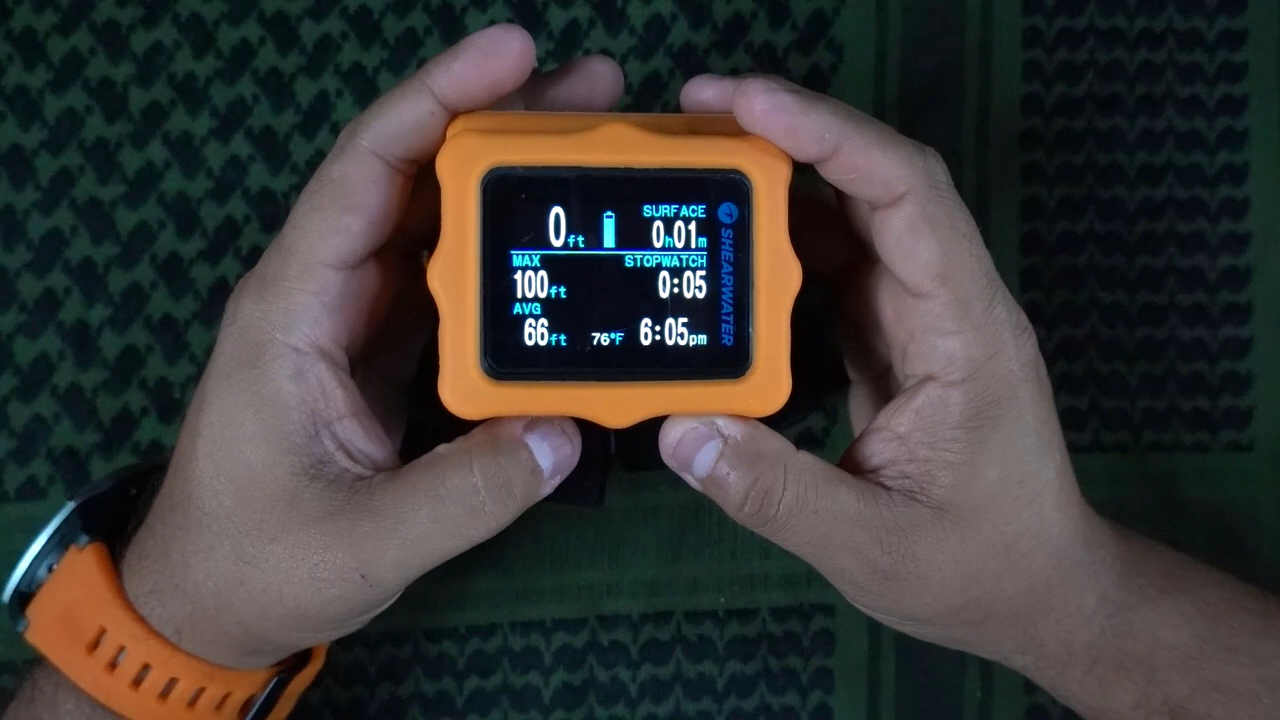 0ft
SURFACE
0h01m
MAX
STOPWATCH
100ft
0:05
AVG
66ft
76°F
6:05pm
SHEARWATER